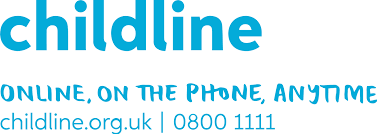 childline
ONLINE, ON THE PHONE, ANYTIME
childline.org.uk | 0800 1111